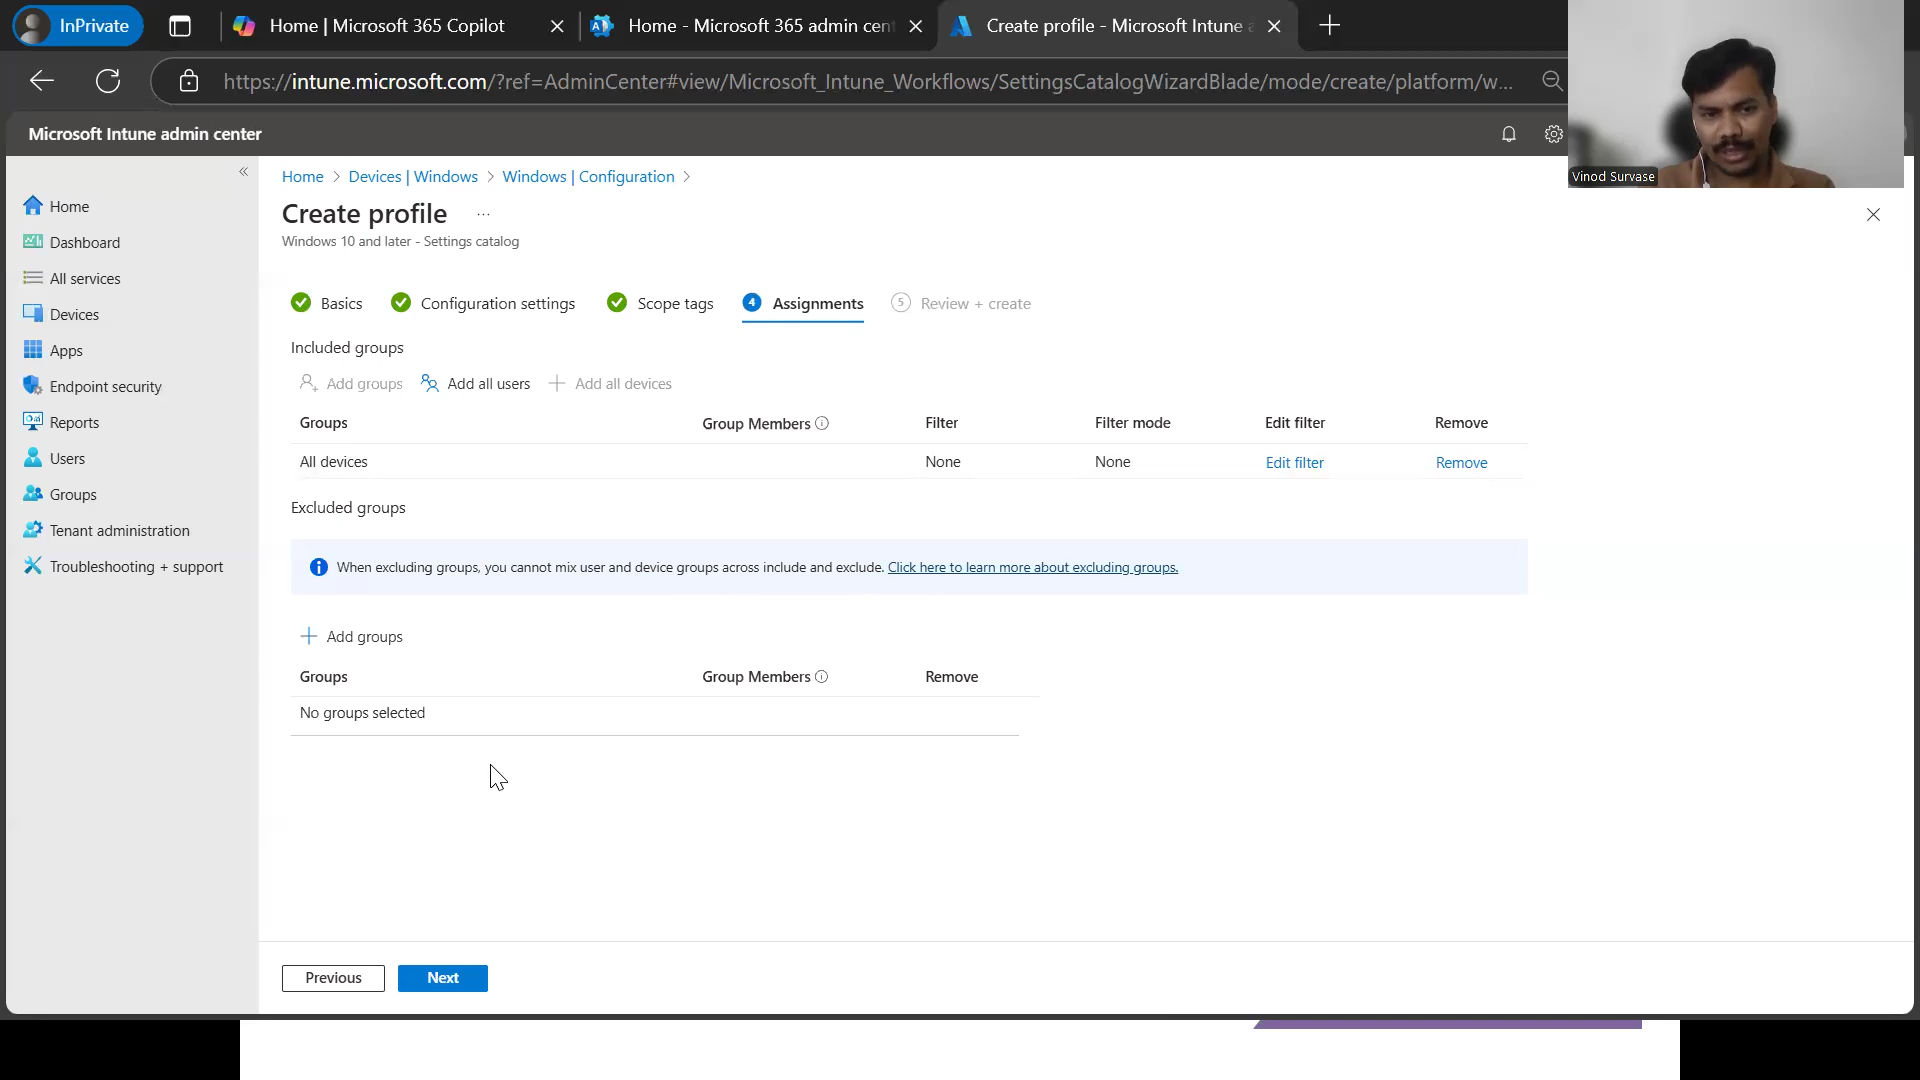 InPrivate
Home | Microsoft 365 Copilot
Home - Microsoft 365 admin cen
Create profile - Microsoft Intune a
https://intune.microsoft.com/?ref=AdminCenter#view/Microsoft_Intune_Workflows/SettingsCatalogWizardBlade/mode/create/platform/w...
Microsoft Intune admin center
Vinod Survase
Home
Dashboard
All services
Devices
Apps
Endpoint security
Reports
Users
Groups
Tenant administration
Troubleshooting + support
Home > Devices | Windows > Windows | Configuration >
Create profile ...
Windows 10 and later - Settings catalog
Basics
Configuration settings
Scope tags
4 Assignments
5 Review + create
Included groups
Add groups
Add all users
Add all devices
Groups Group Members Filter Filter mode Edit filter Remove
All devices None None Edit filter Remove
Excluded groups
When excluding groups, you cannot mix user and device groups across include and exclude. Click here to learn more about excluding groups.
Add groups
Groups Group Members Remove
No groups selected
Previous
Next